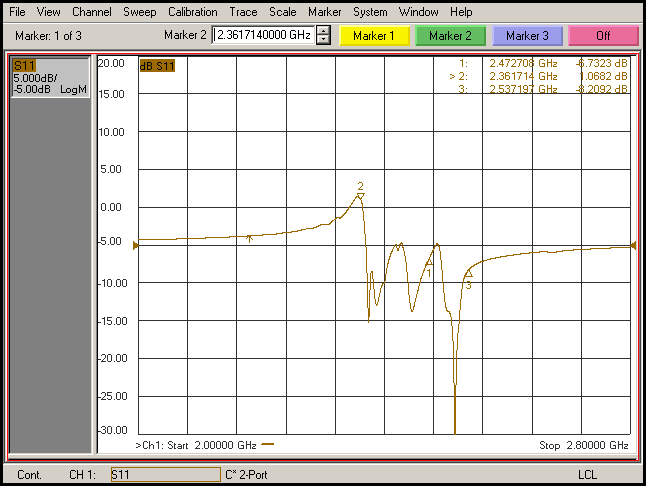 File View Channel Sweep Calibration Trace Scale Marker System Window Help
Marker: 1 of 3 Marker 2 2.3617140000 GHz Marker 1 Marker 2 Marker 3 Off
S11
5.000dB/
-5.00dB LogM
dB S11
1: 2.472708 GHz -6.7323 dB
> 2: 2.361714 GHz 1.0682 dB
3: 2.537197 GHz -8.2092 dB
20.00
15.00
10.00
5.00
0.00
-5.00
-10.00
-15.00
-20.00
-25.00
-30.00
2
1
3
>Ch1: Start 2.00000 GHz Stop 2.80000 GHz
Cont. CH 1: S11 C* 2-Port LCL